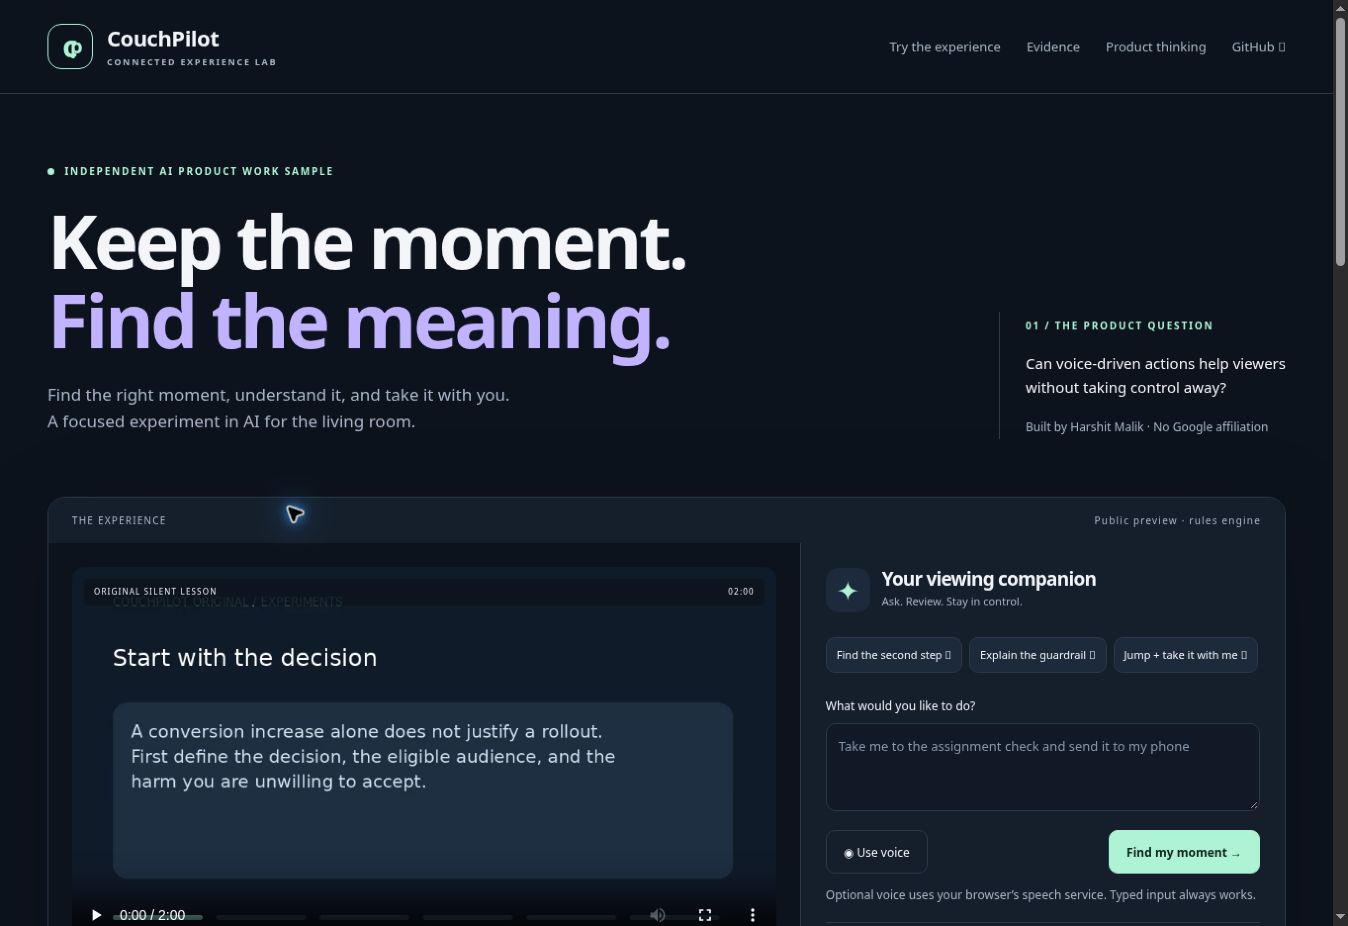 φ
CouchPilot
CONNECTED EXPERIENCE LAB
Try the experience
Evidence
Product thinking
GitHub
INDEPENDENT AI PRODUCT WORK SAMPLE
Keep the moment.
Find the meaning.
Find the right moment, understand it, and take it with you.
A focused experiment in AI for the living room.
01 / THE PRODUCT QUESTION
Can voice-driven actions help viewers
without taking control away?
Built by Harshit Malik · No Google affiliation
THE EXPERIENCE
Public preview · rules engine
ORIGINAL SILENT LESSON
02:00
COUCHPILOT ORIGINAL / EXPERIMENTS
Start with the decision
A conversion increase alone does not justify a rollout.
First define the decision, the eligible audience, and the
harm you are unwilling to accept.
0:00 / 2:00
Your viewing companion
Ask. Review. Stay in control.
Find the second step
Explain the guardrail
Jump + take it with me
What would you like to do?
Take me to the assignment check and send it to my phone
◉ Use voice
Find my moment →
Optional voice uses your browser’s speech service. Typed input always works.